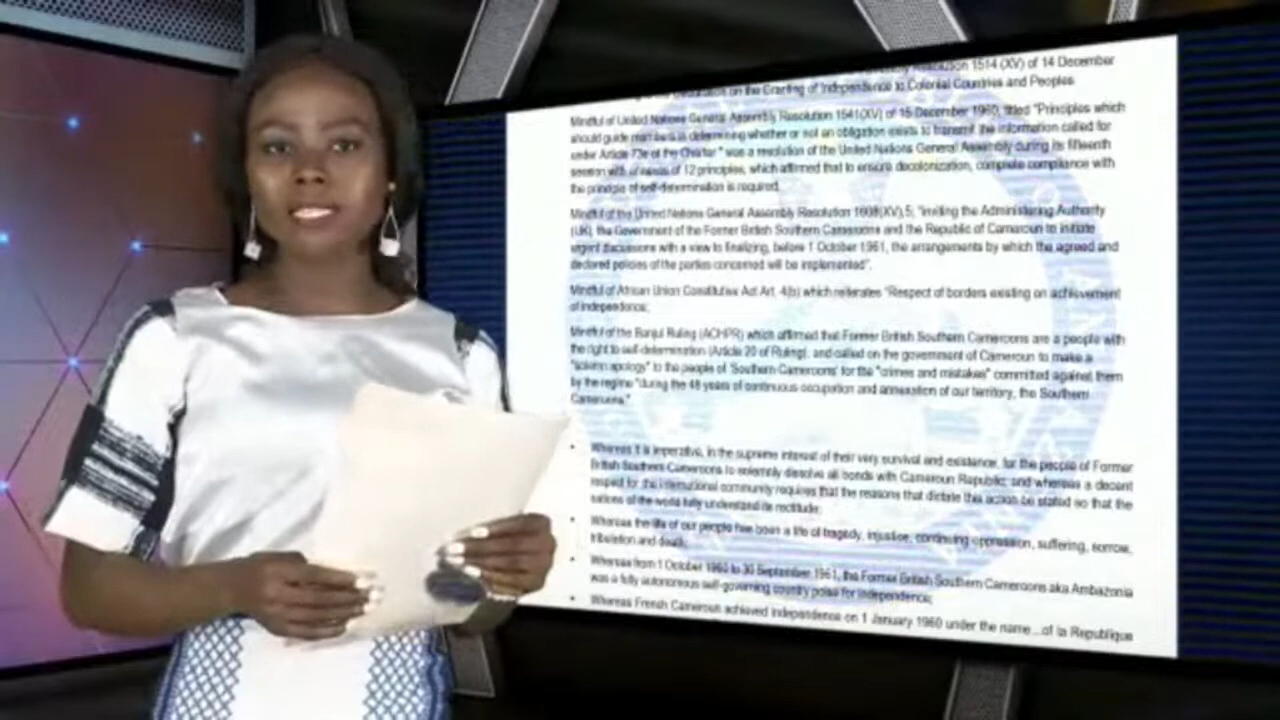 Resolution 1514 (XV) of 14 December
on the Granting of Independence to Colonial Countries and Peoples
Mindful of United Nations General Assembly Resolution 1541(XV) of 15 December 1960, titled "Principles which
should guide members in determining whether or not an obligation exists to transmit the information called for
under Article 73e of the Charter" was a resolution of the United Nations General Assembly during its fifteenth
session with of 12 principles, which affirmed that to ensure decolonization, complete compliance with
the principle of self-determination is required.
Mindful of the United Nations General Assembly Resolution 1608(XV).5; "Inviting the Administering Authority
(UK), the Government of the Former British Southern Cameroons and the Republic of Cameroun to initiate
urgent discussions with a view to finalizing, before 1 October 1961, the arrangements by which the agreed and
declared policies of the parties concerned will be implemented".
Mindful of African Union Constitutive Act Art. 4(b) which reiterates "Respect of borders existing on achievement
of independence;
Mindful of the Banjul Ruling (ACHPR) which affirmed that Former British Southern Cameroons are a people with
the right to self-determination (Article 20 of Ruling), and called on the government of Cameroun to make a
"solemn apology" to the people of 'Southern Cameroons' for the "crimes and mistakes" committed against them
by the regime "during the 48 years of continuous occupation and annexation of our territory, the Southern
Cameroons."
• Whereas it is imperative, in the supreme interest of their very survival and existence, for the people of Former
British Southern Cameroons to solemnly dissolve all bonds with Cameroun Republic; and whereas a decent
respect for the international community requires that the reasons that dictate this action be stated so that the
nations of the world fully understand its rectitude;
• Whereas the life of our people has been a life of tragedy, injustice, continuing oppression, suffering, sorrow,
tribulation and death;
• Whereas from 1 October 1960 to 30 September 1961, the Former British Southern Cameroons aka Ambazonia
was a fully autonomous self-governing country poise for independence;
• Whereas French Cameroun achieved independence on 1 January 1960 under the name...of la Republique